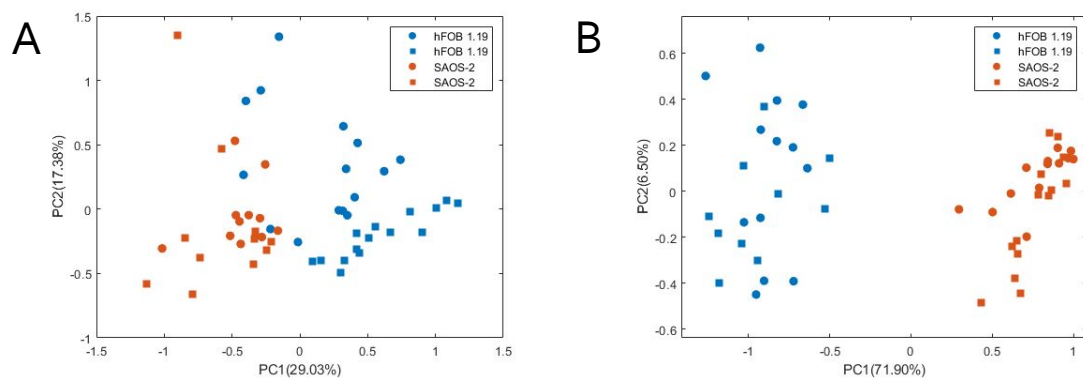 A
1.5
1
0.5
0
-0.5
-1
-1.5
-1
-0.5
0
0.5
1
1.5
PC1(29.03%)
PC2(17.38%)
hFOB 1.19
hFOB 1.19
SAOS-2
SAOS-2
B
0.6
0.4
0.2
0
-0.2
-0.4
-0.6
-1
-0.5
0
0.5
1
PC1(71.90%)
PC2(6.50%)
hFOB 1.19
hFOB 1.19
SAOS-2
SAOS-2